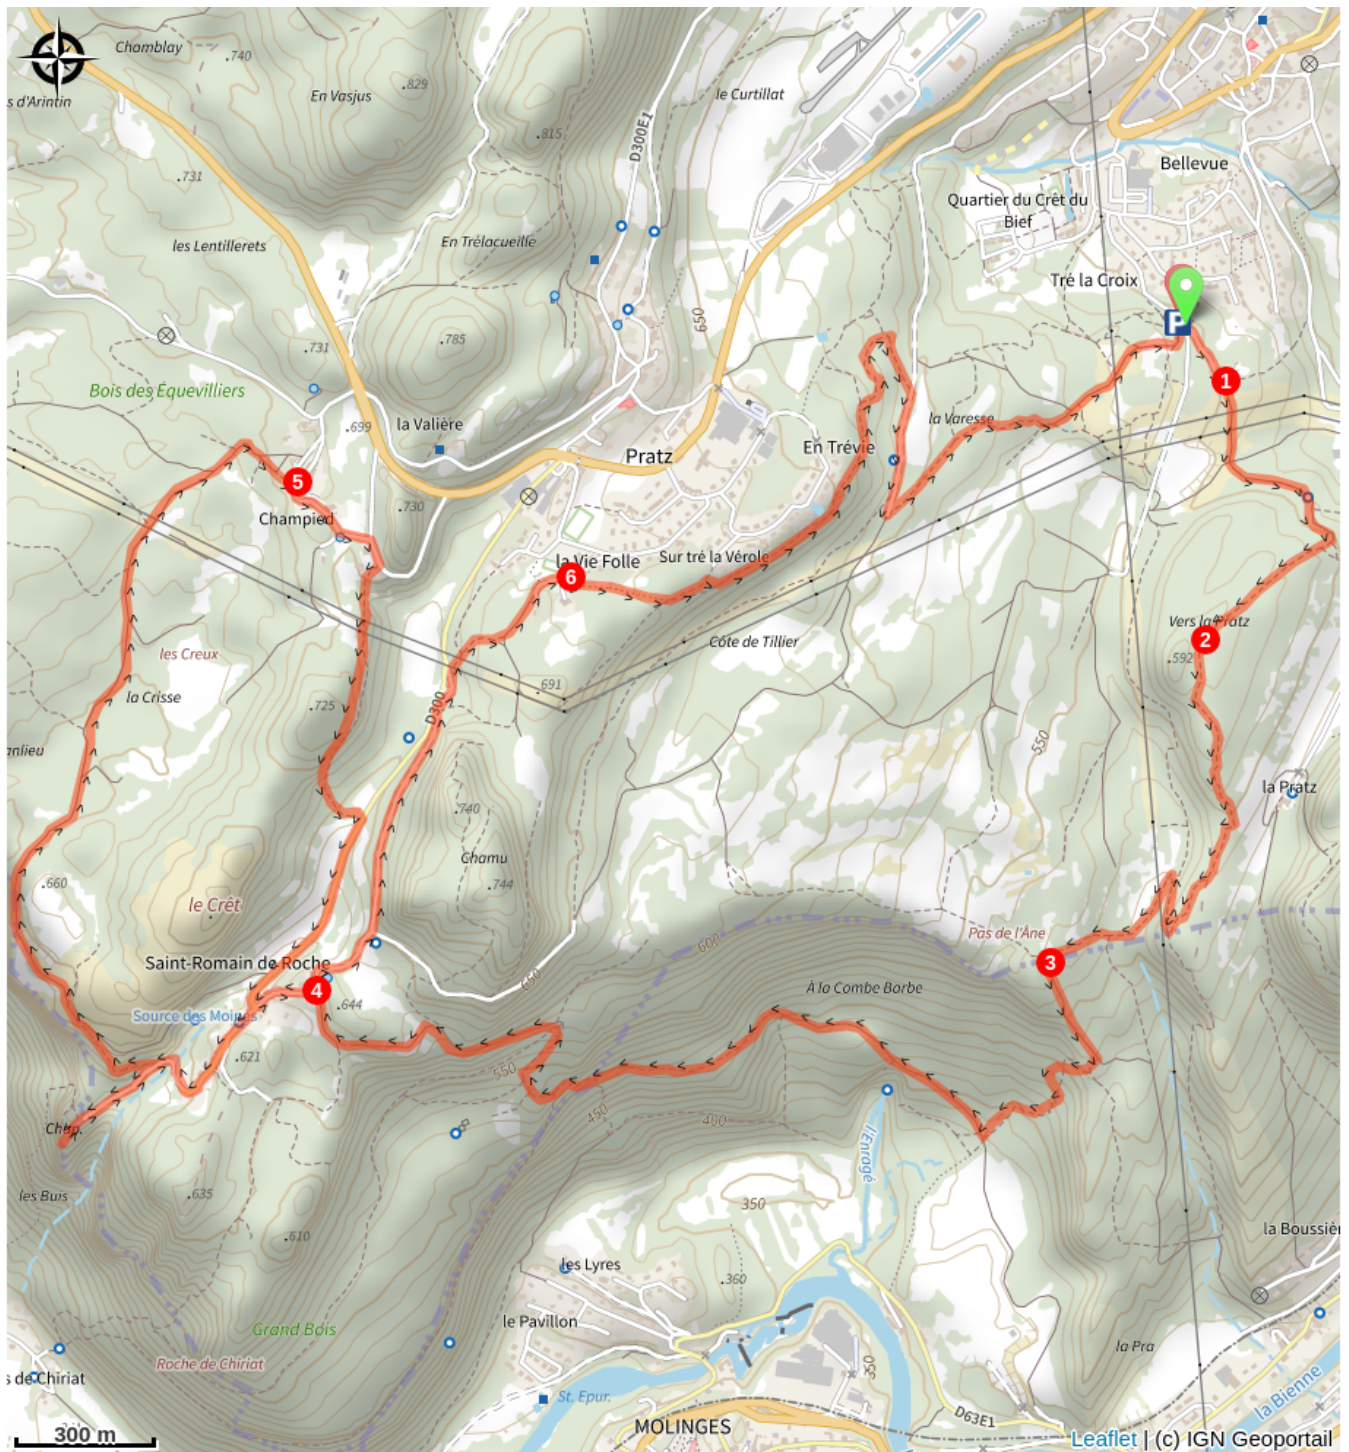 Chamblay
.740
.829
En Vasjus
s d'Arintin
le Curtillat
.815
D300E1
Bellevue
.731
Quartier du Crêt du
Bief
les Lentillerets
En Trélacueille
Tré la Croix
P
650
.731
.785
1
Bois des Équevilliers
la Varesse
.699
la Valière
En Trévie
Pratz
5
.730
Champied
la Vie Folle
Sur tré la Vérole
6
Vers la Pratz
2
Côte de Tillier
les Creux
.592
.691
la Crisse
.725
D300
anlieu
550
la Pratz
.740
Chamu
.744
.660
le Crêt
Pas de l'Âne
600
Saint-Romain de Roche
3
650
À la Combe Barbe
4
.644
Source des Moines
.621
550
450
400
Chap.
l'Enragé
les Buis
.635
350
.610
la Boussièr
les Lyres
.360
le Pavillon
Grand Bois
la Pra
Roche de Chiriat
350
s de Chiriat
St. Epur.
la Bienne
MOLINGES
D63E1
300 m
Leaflet | (c) IGN Geoportail